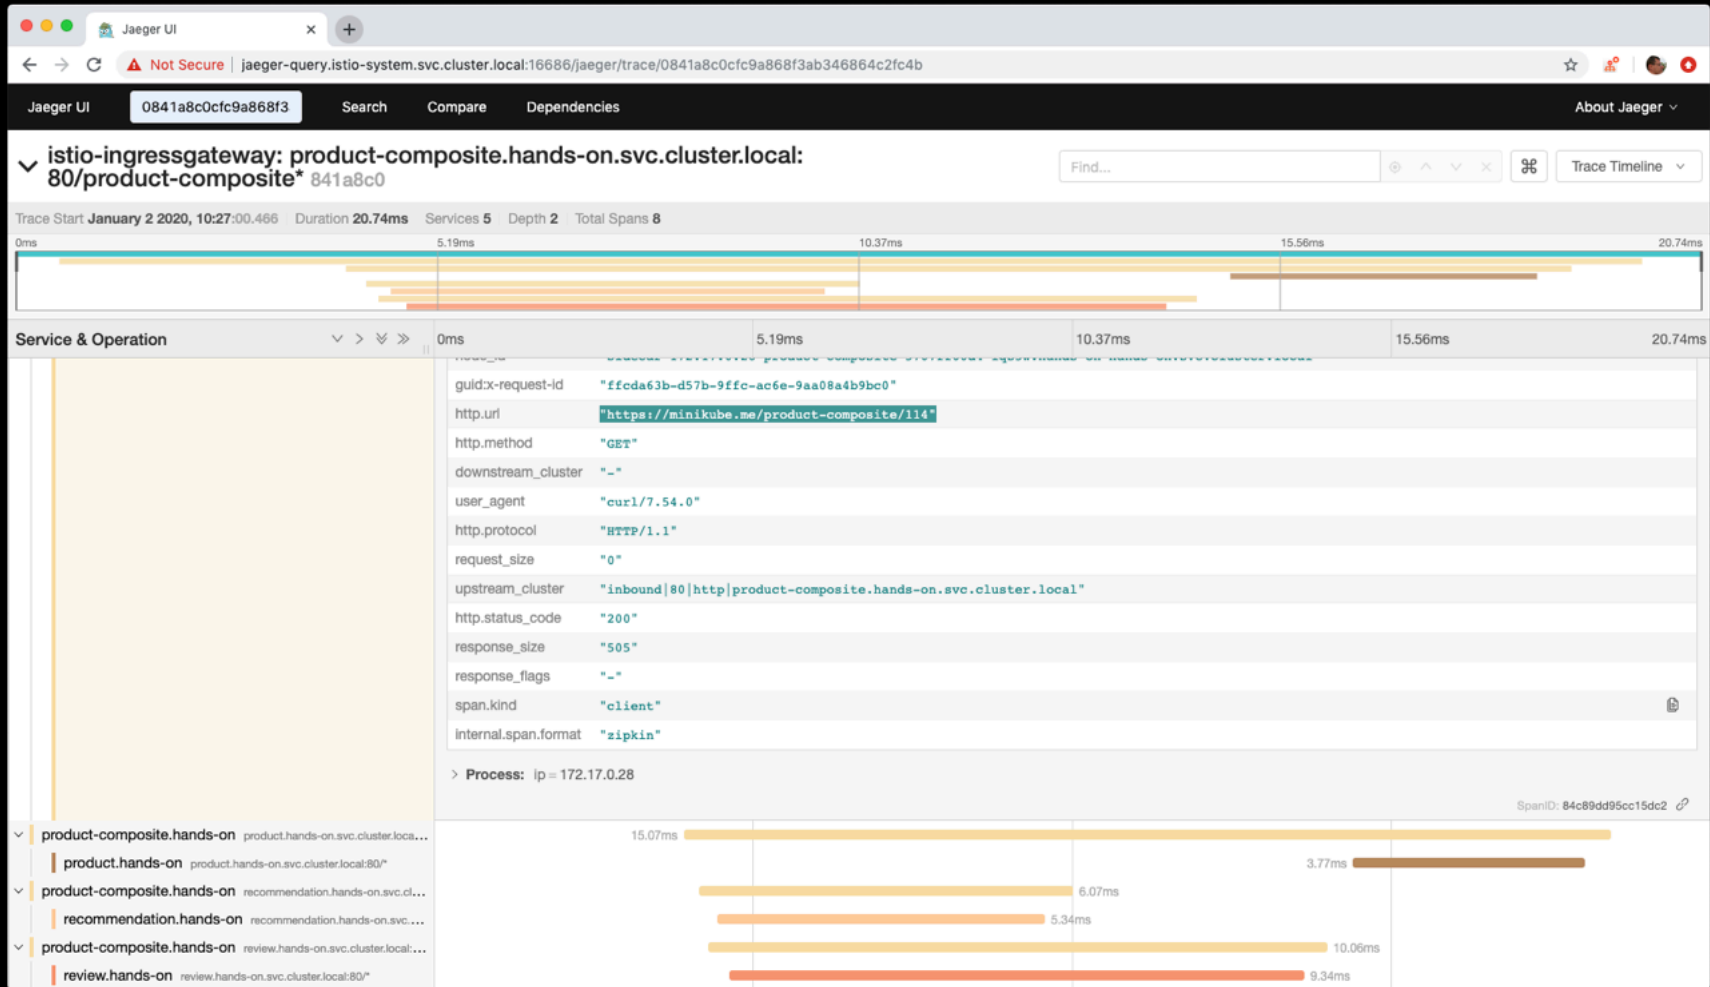 Jaeger UI
Not Secure jaeger-query.istio-system.svc.cluster.local:16686/jaeger/trace/0841a8c0cfc9a868f3ab346864c2fc4b
Jaeger UI 0841a8c0cfc9a868f3 Search Compare Dependencies About Jaeger
istio-ingressgateway: product-composite.hands-on.svc.cluster.local:
80/product-composite* 841a8c0
Find... Trace Timeline
Trace Start January 2 2020, 10:27:00.466 Duration 20.74ms Services 5 Depth 2 Total Spans 8
0ms 5.19ms 10.37ms 15.56ms 20.74ms
Service & Operation 0ms 5.19ms 10.37ms 15.56ms 20.74ms
guid:x-request-id "ffcda63b-d57b-9ffc-ac6e-9aa08a4b9bc0"
http.url "https://minikube.me/product-composite/114"
http.method "GET"
downstream_cluster "-"
user_agent "curl/7.54.0"
http.protocol "HTTP/1.1"
request_size "0"
upstream_cluster "inbound|80|http|product-composite.hands-on.svc.cluster.local"
http.status_code "200"
response_size "505"
response_flags "-"
span.kind "client"
internal.span.format "zipkin"
Process: ip = 172.17.0.28
SpanID: 84c89dd95cc15dc2
product-composite.hands-on product.hands-on.svc.cluster.loca... 15.07ms
product.hands-on product.hands-on.svc.cluster.local:80/* 3.77ms
product-composite.hands-on recommendation.hands-on.svc.cl... 6.07ms
recommendation.hands-on recommendation.hands-on.svc.... 5.34ms
product-composite.hands-on review.hands-on.svc.cluster.local:... 10.06ms
review.hands-on review.hands-on.svc.cluster.local:80/* 9.34ms